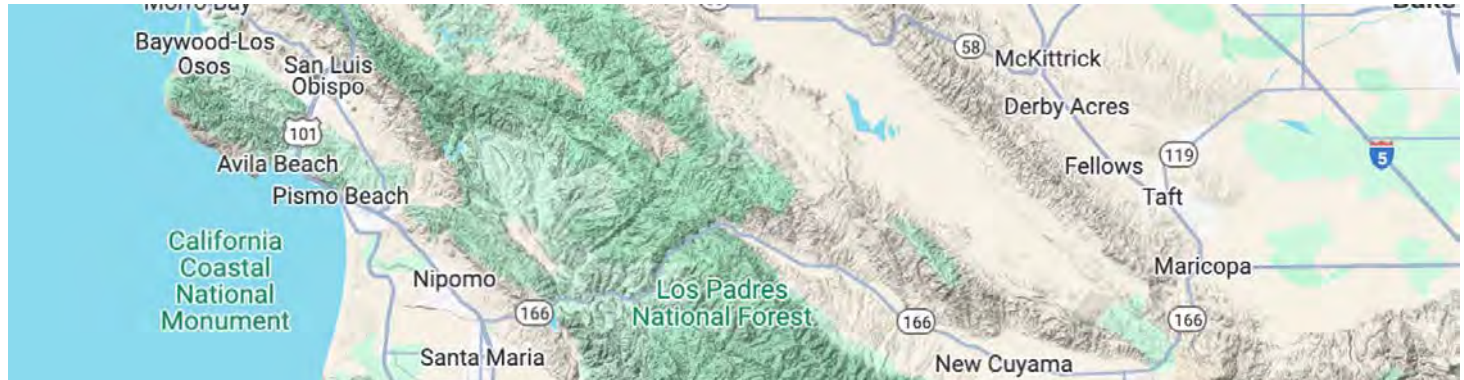 Baywood-Los
Osos
San Luis
Obispo
101
Avila Beach
Pismo Beach
California
Coastal
National
Monument
Nipomo
166
Santa Maria
Los Padres
National Forest
166
New Cuyama
58
McKittrick
Derby Acres
Fellows
119
Taft
5
Maricopa
166